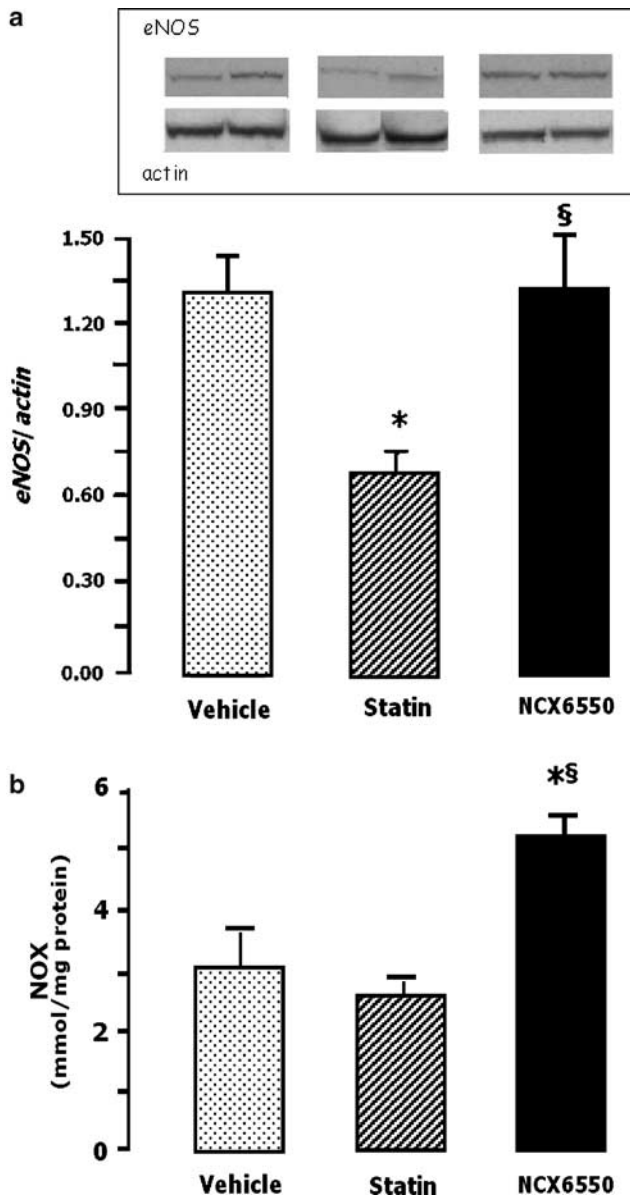 a
eNOS
actin
§
1.50
1.20
0.90
0.60
0.30
0.00
eNOS/ actin
*
Vehicle Statin NCX6550
b
*§
6
4
2
0
NOX
(mmol/mg protein)
Vehicle Statin NCX6550